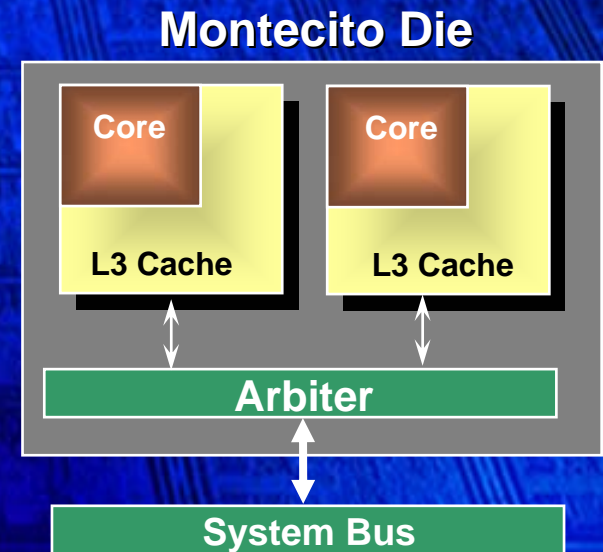 Montecito Die
Core
Core
L3 Cache
L3 Cache
Arbiter
System Bus